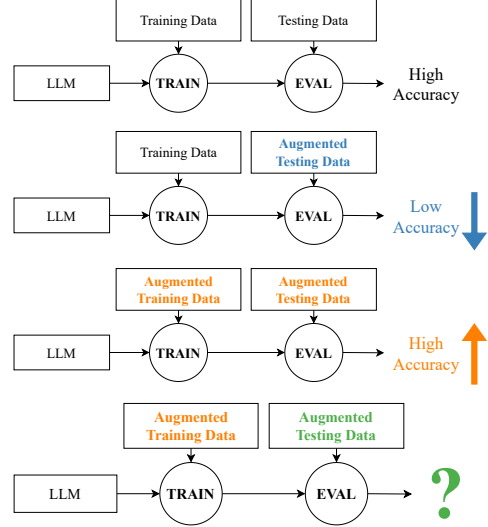 Training Data
Testing Data
LLM
TRAIN
EVAL
High
Accuracy
Training Data
Augmented
Testing Data
LLM
TRAIN
EVAL
Low
Accuracy
Augmented
Training Data
Augmented
Testing Data
LLM
TRAIN
EVAL
High
Accuracy
Augmented
Training Data
Augmented
Testing Data
LLM
TRAIN
EVAL
?